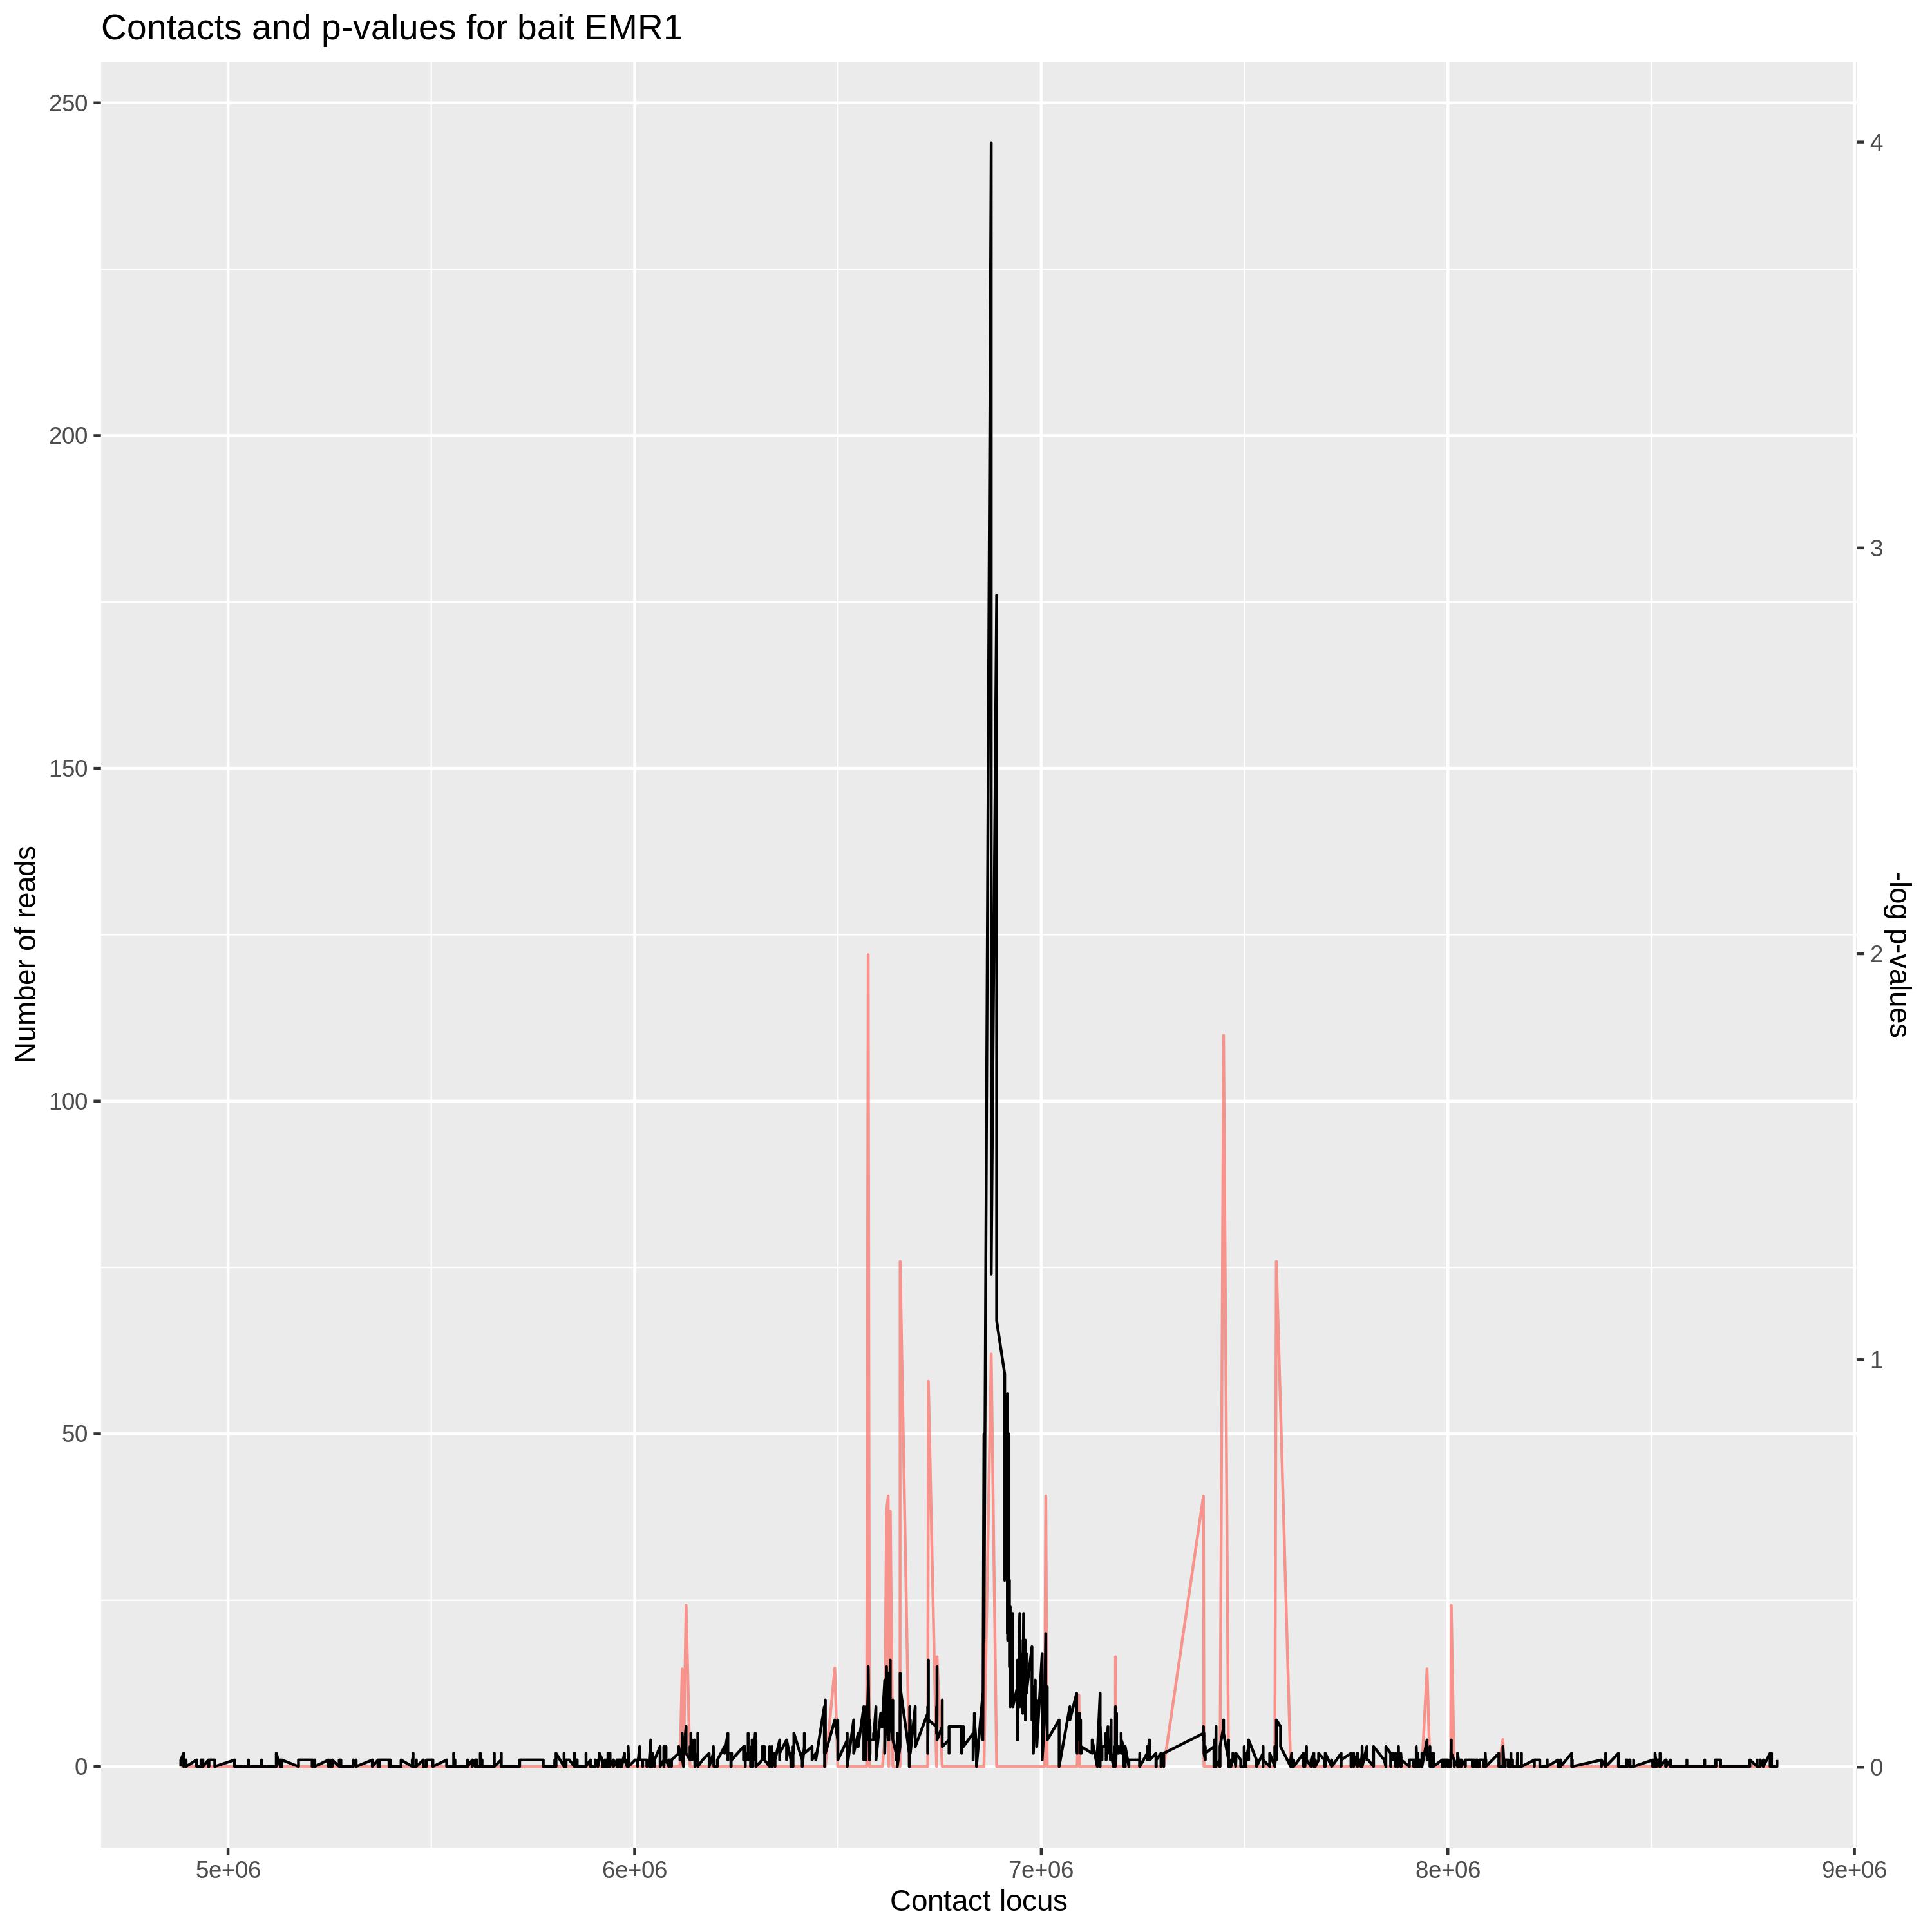 Contacts and p-values for bait EMR1
250
200
150
100
50
0
Number of reads
4
3
2
1
0
-log p-values
5e+06
6e+06
7e+06
8e+06
9e+06
Contact locus